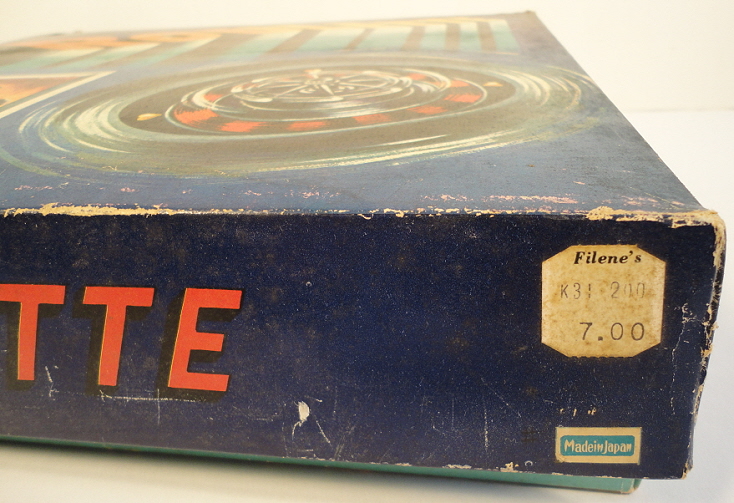 TTE
Filene's
K31 200
7.00
MadeinJapan